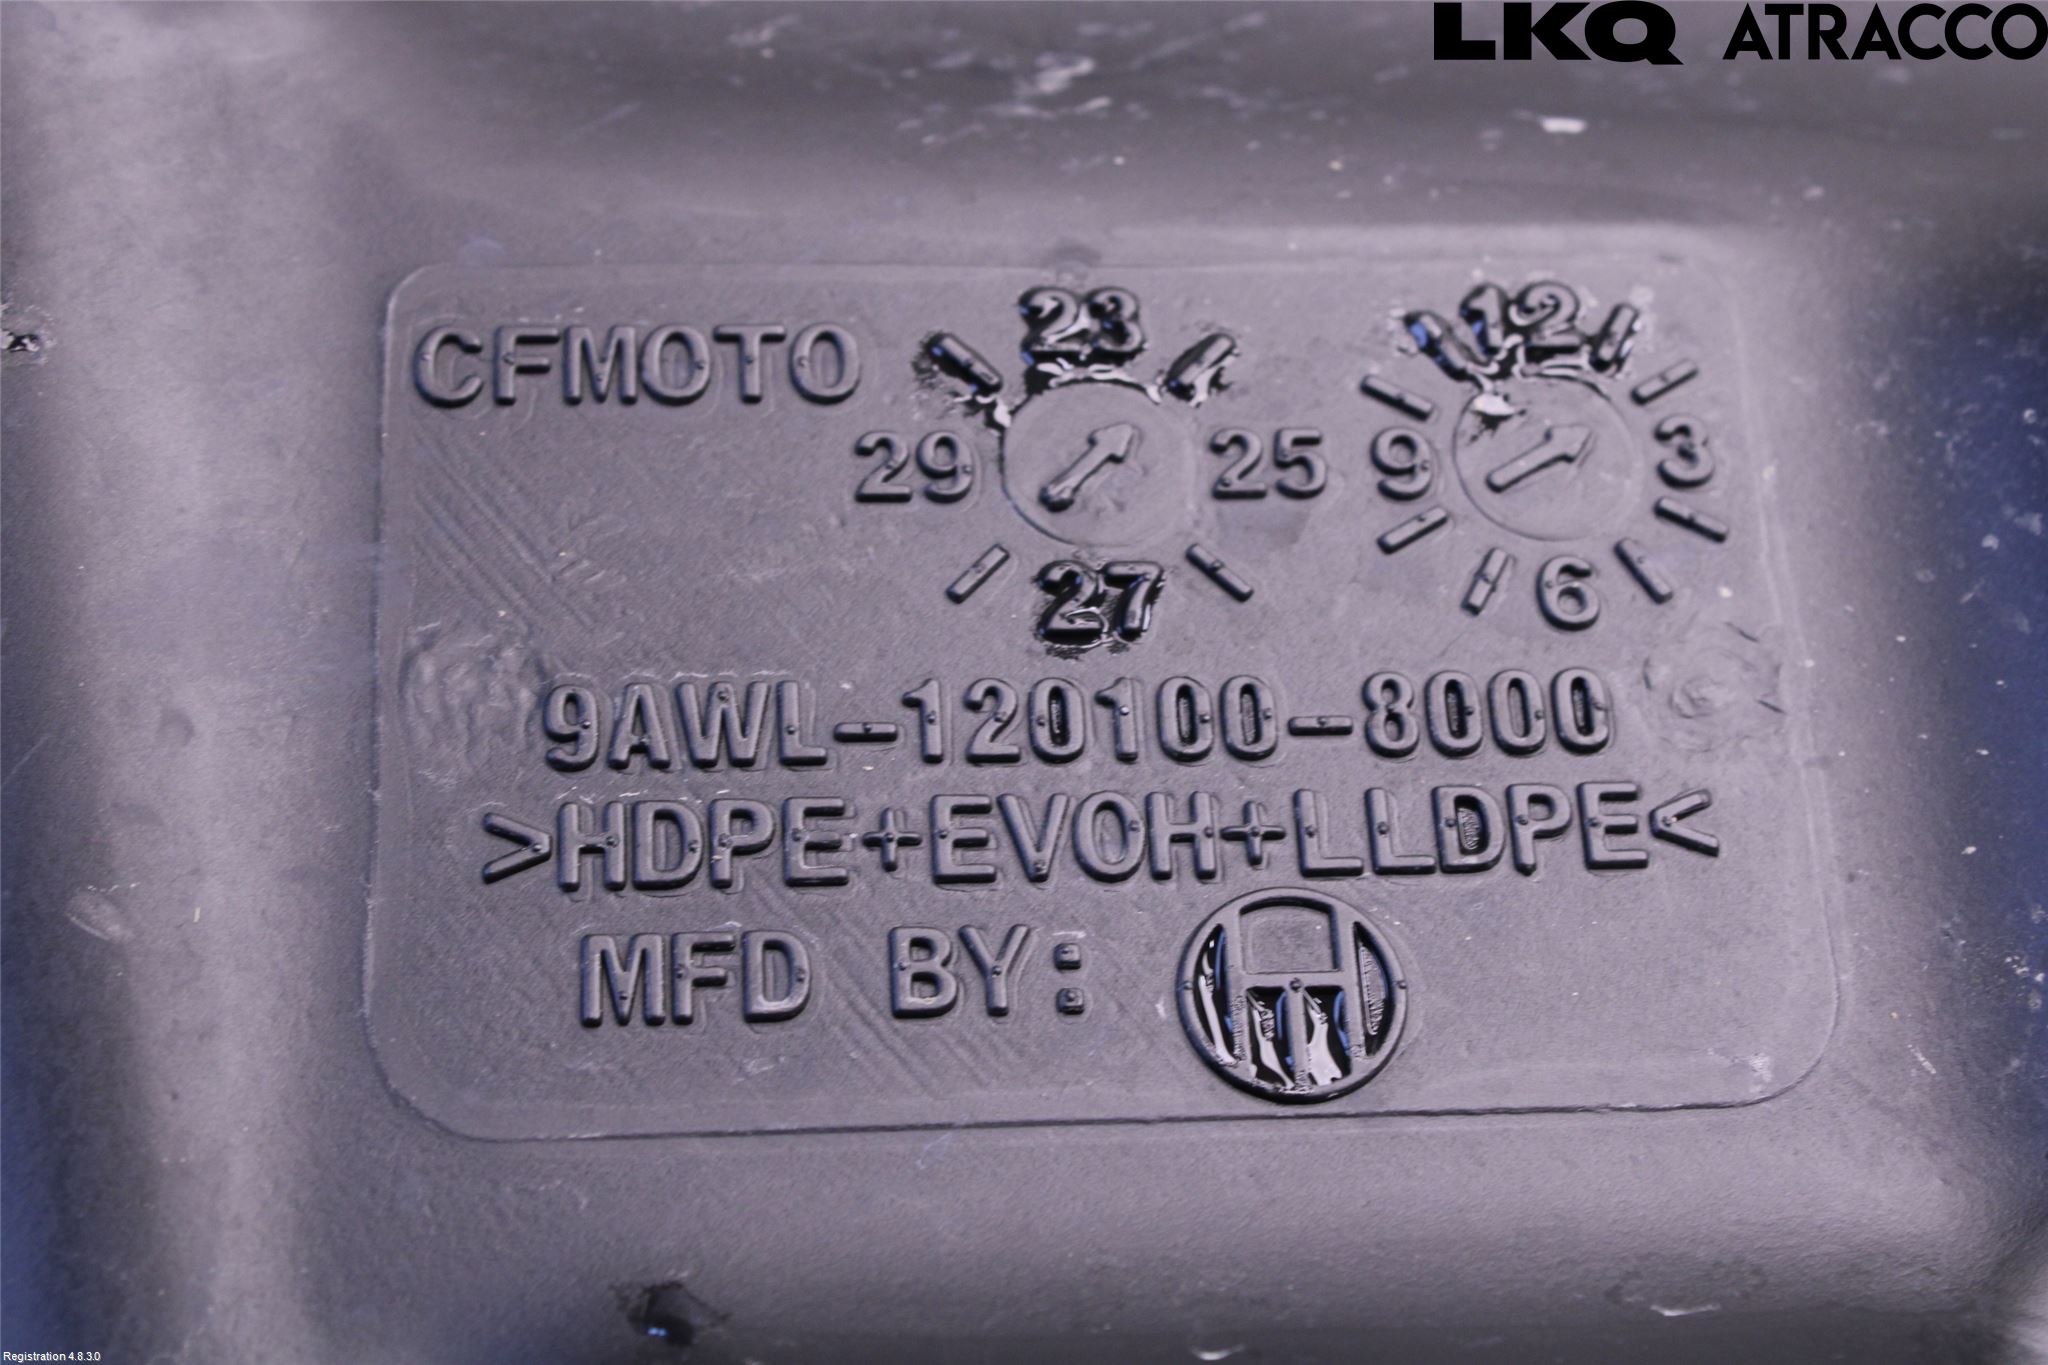 LKQ ATRACCO
CFMOTO
23
29 25
27
12
9 3
6
9AWL-120100-8000
>HDPE+EVOH+LLDPE<
MFD BY:
Registration 4.8.3.0